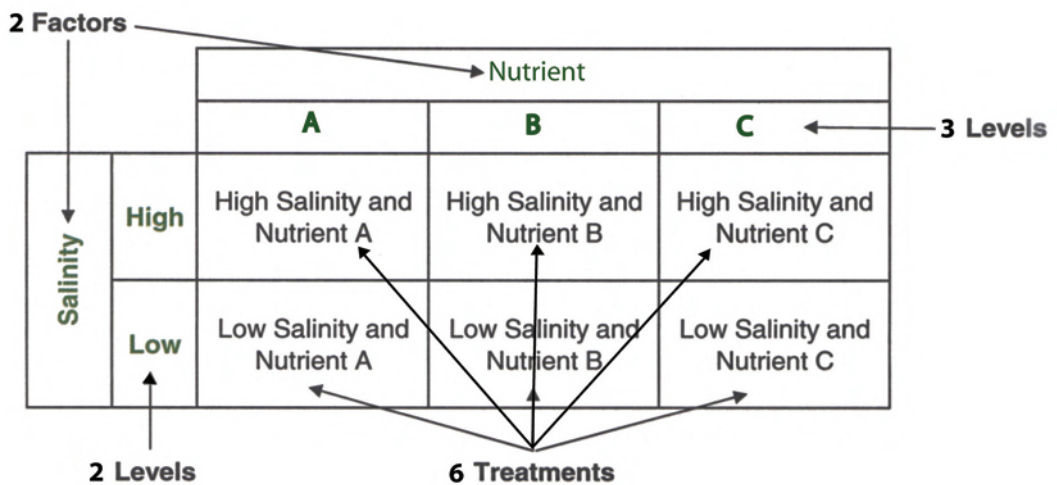 2 Factors
Nutrient
A B C
3 Levels
Salinity
High
High Salinity and
Nutrient A
High Salinity and
Nutrient B
High Salinity and
Nutrient C
Low
Low Salinity and
Nutrient A
Low Salinity and
Nutrient B
Low Salinity and
Nutrient C
2 Levels
6 Treatments